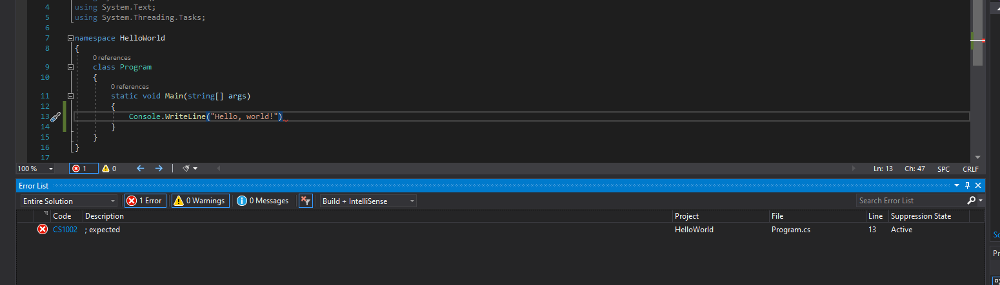 4 using System.Text;
5 using System.Threading.Tasks;
6
7 namespace HelloWorld
8 {
0 references
9 class Program
10 {
0 references
11 static void Main(string[] args)
12 {
13 Console.WriteLine("Hello, world!")
14 }
15 }
16 }
17
100 % 1 0 Ln: 13 Ch: 47 SPC CRLF
Error List
Entire Solution 1 Error 0 Warnings 0 Messages Build + IntelliSense Search Error List
Code Description Project File Line Suppression State
CS1002 ; expected HelloWorld Program.cs 13 Active